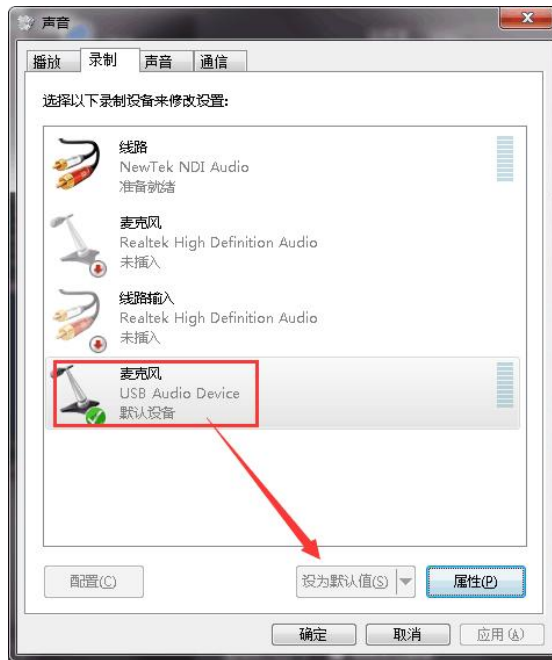 声音
播放 录制 声音 通信
选择以下录制设备来修改设置:
线路
NewTek NDI Audio
准备就绪
麦克风
Realtek High Definition Audio
未插入
线路输入
Realtek High Definition Audio
未插入
麦克风
USB Audio Device
默认设备
配置(C) 设为默认值(S) 属性(P)
确定 取消 应用(A)